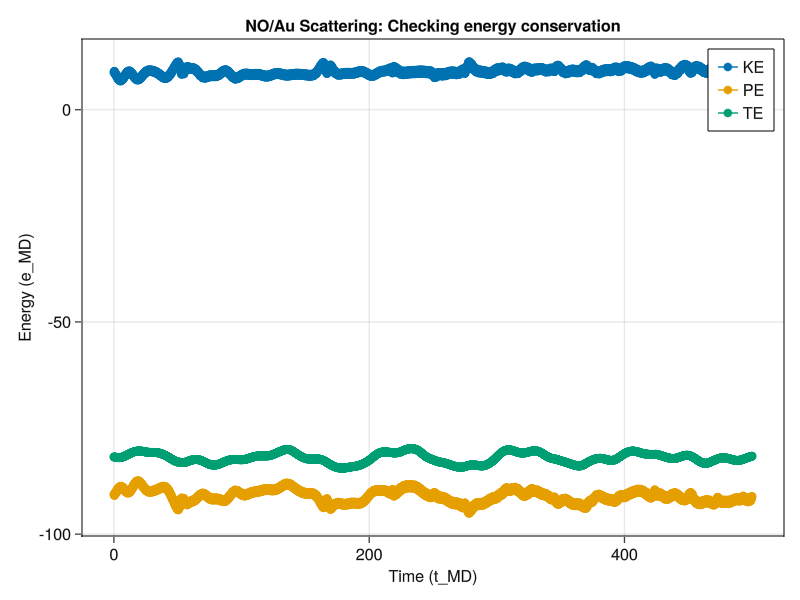 NO/Au Scattering: Checking energy conservation
KE
PE
TE
0
-50
-100
Energy (e_MD)
0
200
400
Time (t_MD)